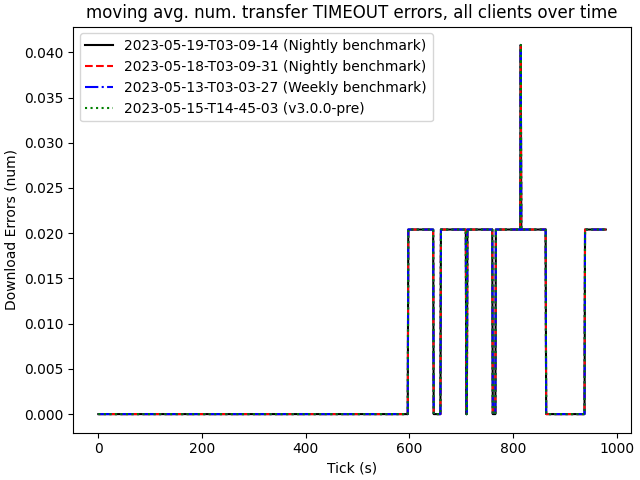 moving avg. num. transfer TIMEOUT errors, all clients over time
2023-05-19-T03-09-14 (Nightly benchmark)
2023-05-18-T03-09-31 (Nightly benchmark)
2023-05-13-T03-03-27 (Weekly benchmark)
2023-05-15-T14-45-03 (v3.0.0-pre)
Download Errors (num)
0.040
0.035
0.030
0.025
0.020
0.015
0.010
0.005
0.000
0 200 400 600 800 1000
Tick (s)